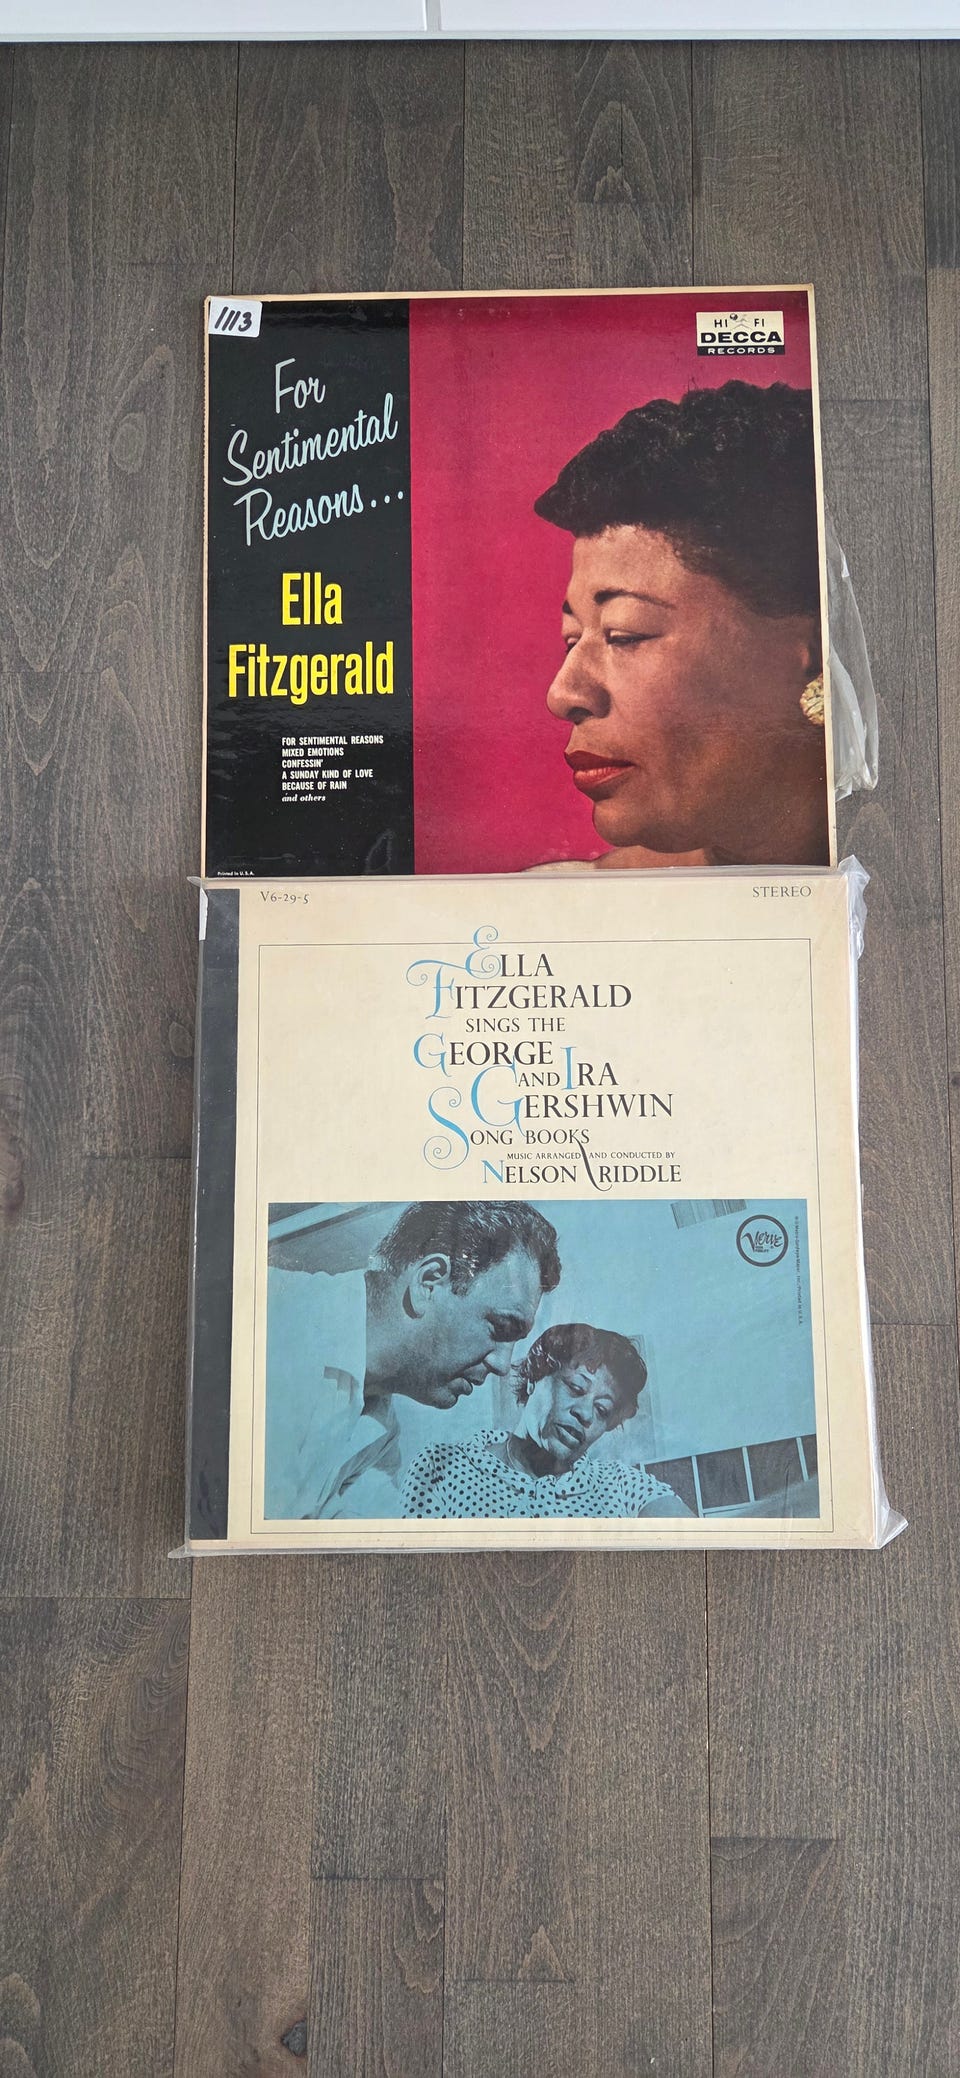 1113
For
Sentimental
Reasons...
Ella
Fitzgerald
FOR SENTIMENTAL REASONS
MIXED EMOTIONS
CONFESSIN'
A SUNDAY KIND OF LOVE
BECAUSE OF RAIN
and others
Printed in U.S.A.
HI FI
DECCA
RECORDS
V6-29-5
STEREO
ELLA
FITZGERALD
SINGS THE
GEORGE
AND IRA
GERSHWIN
SONG BOOKS
MUSIC ARRANGED AND CONDUCTED BY
NELSON RIDDLE
Verve